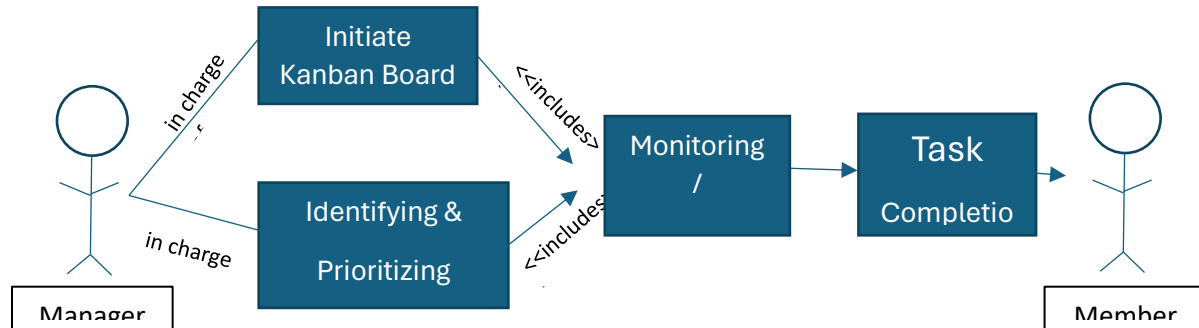 Initiate
Kanban Board
in charge
<<includes>
Monitoring
/
Task
Completio
Identifying &
Prioritizing
in charge
<<includes
Manager
Member